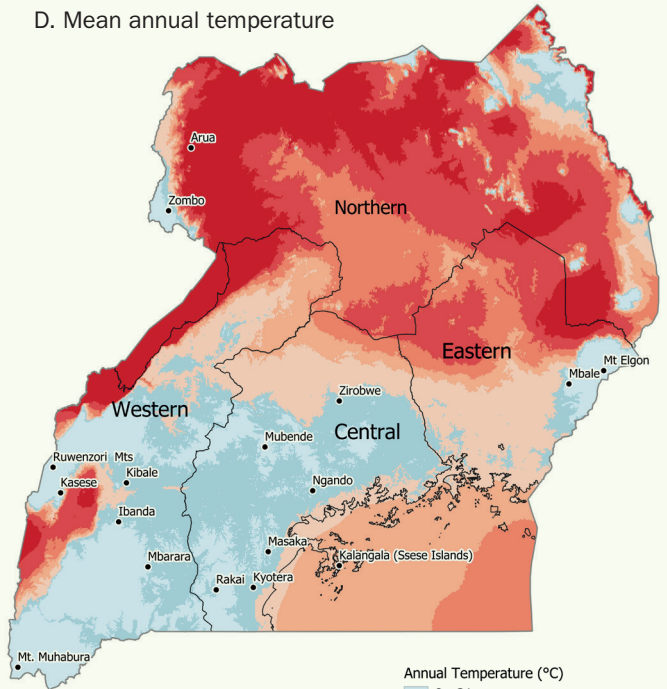 D. Mean annual temperature
Arua
Zombo
Northern
Eastern
Mt Elgon
Mbale
Western
Zirobwe
Central
Mubende
Ruwenzori Mts
Kibale
Kasese
Ngando
Ibanda
Masaka
Mbarara
Kalangala (Ssese Islands)
Rakai
Kyotera
Mt. Muhabura
Annual Temperature (°C)